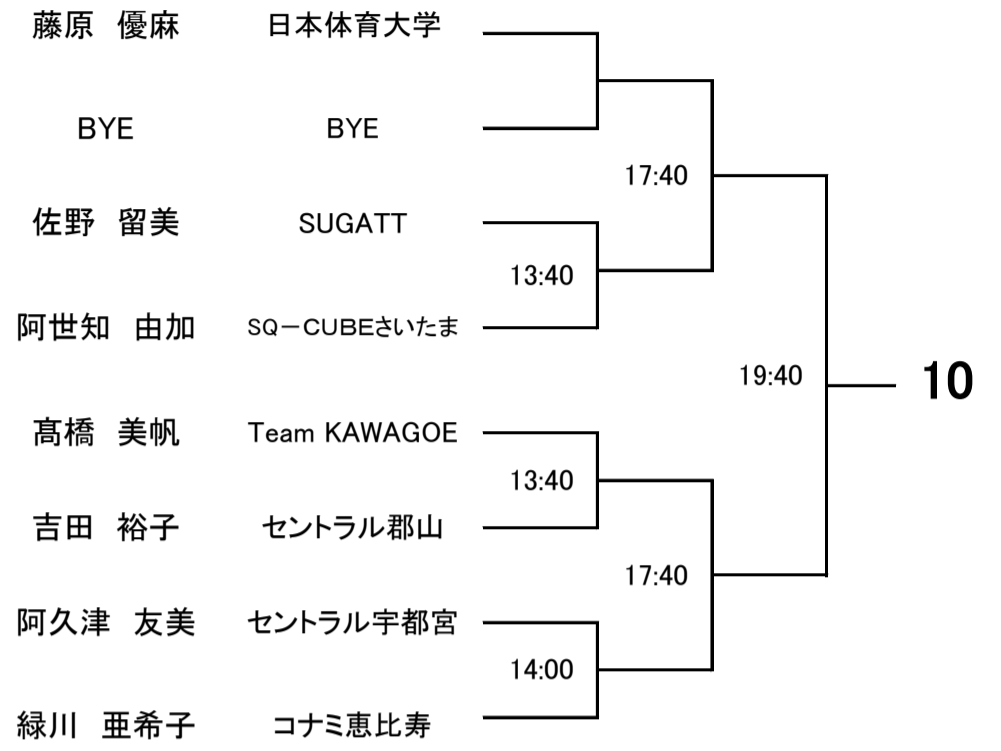 藤原　優麻　日本体育大学
BYE　BYE
17:40
佐野　留美　SUGATT
13:40
阿世知　由加　SQ－CUBEさいたま
19:40
10
髙橋　美帆　Team KAWAGOE
13:40
吉田　裕子　セントラル郡山
17:40
阿久津　友美　セントラル宇都宮
14:00
緑川　亜希子　コナミ恵比寿